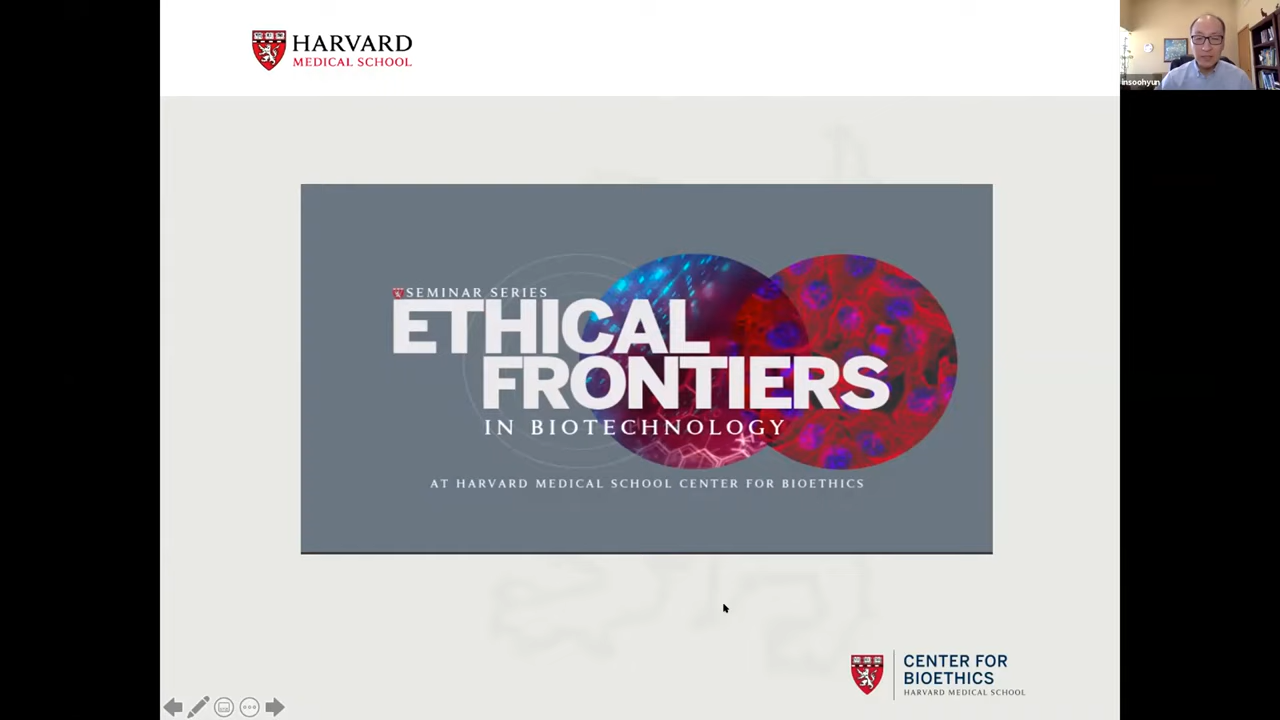 HARVARD
MEDICAL SCHOOL
insoohyun
SEMINAR SERIES
ETHICAL
FRONTIERS
IN BIOTECHNOLOGY
AT HARVARD MEDICAL SCHOOL CENTER FOR BIOETHICS
CENTER FOR
BIOETHICS
HARVARD MEDICAL SCHOOL